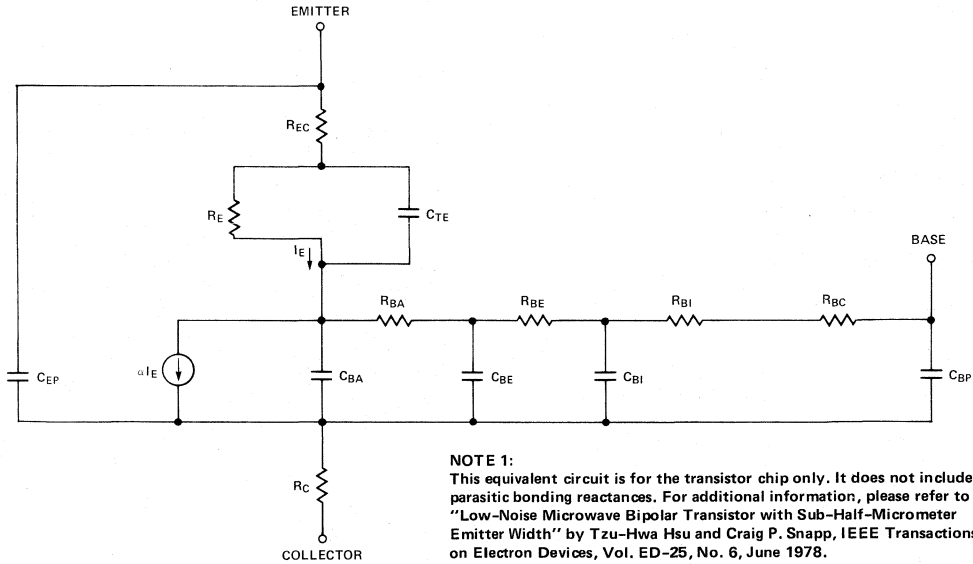 EMITTER
REC
RE
CTE
IE
BASE
RBA
RBE
RBI
RBC
CEP
αIE
CBA
CBE
CBI
CBP
RC
COLLECTOR
NOTE 1:
This equivalent circuit is for the transistor chip only. It does not include
parasitic bonding reactances. For additional information, please refer to
"Low-Noise Microwave Bipolar Transistor with Sub-Half-Micrometer
Emitter Width" by Tzu-Hwa Hsu and Craig P. Snapp, IEEE Transactions
on Electron Devices, Vol. ED-25, No. 6, June 1978.